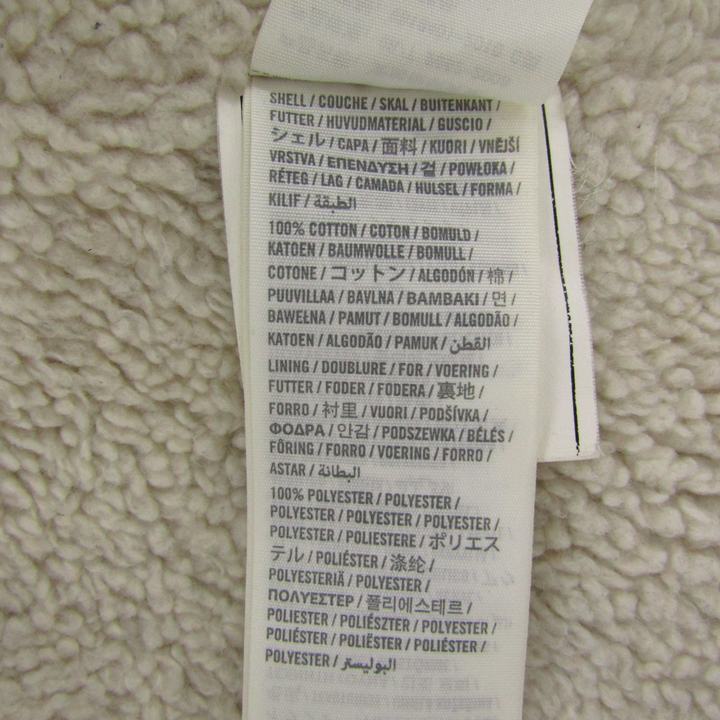 SHELL / COUCHE / SKAL / BUITENKANT /
FUTTER / HUVUDMATERIAL / GUSCIO /
シェル / CAPA / 面料 / KUORI / VNĚJŠÍ
VRSTVA / ΕΠΕΝΔΥΣΗ / 겉 / POWŁOKA /
RÉTEG / LAG / CAMADA / HÜLSEL / FORMA /
KILIF / الطبقة
100% COTTON / COTON / BOMULD /
KATOEN / BAUMWOLLE / BOMULL /
COTONE / コットン / ALGODÓN / 棉 /
PUUVILLAA / BAVLNA / ΒΑΜΒΑΚΙ / 면 /
BAWEŁNA / PAMUT / BOMULL / ALGODÃO /
KATOEN / ALGODÃO / PAMUK / القطن
LINING / DOUBLURE / FOR / VOERING /
FUTTER / FODER / FODERA / 裏地 /
FORRO / 衬里 / VUORI / PODŠÍVKA /
ΦΟΔΡΑ / 안감 / PODSZEWKA / BÉLÉS /
FÔRING / FORRO / VOERING / FORRO /
ASTAR / البطانة
100% POLYESTER / POLYESTER /
POLYESTER / POLYESTER / POLYESTER /
POLYESTER / POLIESTERE / ポリエス
テル / POLIÉSTER / 涤纶 /
POLYESTERIÄ / POLYESTER /
ΠΟΛΥΕΣΤΕΡ / 폴리에스테르 /
POLIESTER / POLIÉSZTER / POLYESTER /
POLIÉSTER / POLIËSTER / POLIÉSTER /
POLYESTER / البوليستر